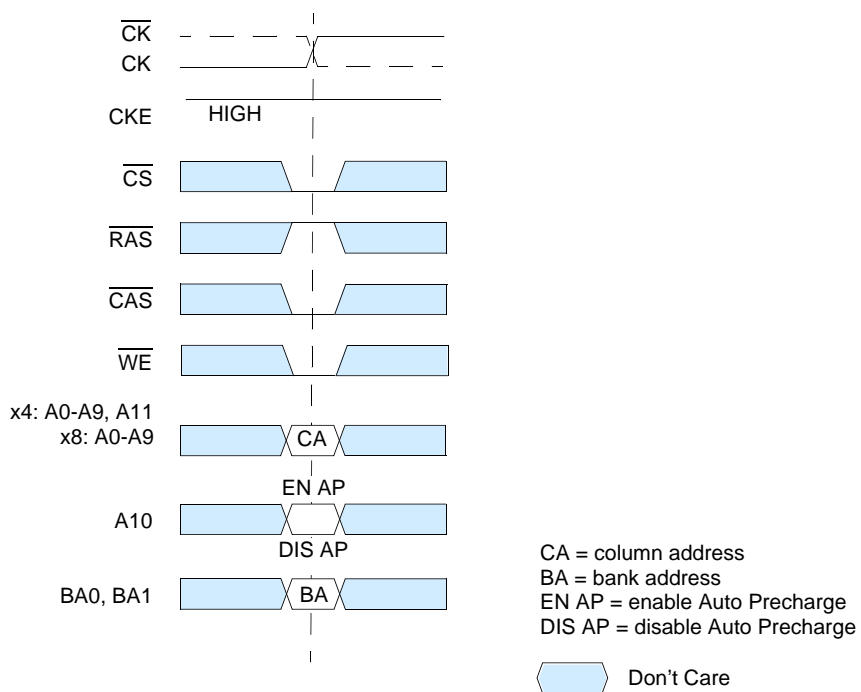 CK
CK
CKE
HIGH
CS
RAS
CAS
WE
x4: A0-A9, A11
x8: A0-A9
CA
EN AP
A10
DIS AP
BA0, BA1
BA
CA = column address
BA = bank address
EN AP = enable Auto Precharge
DIS AP = disable Auto Precharge
Don't Care